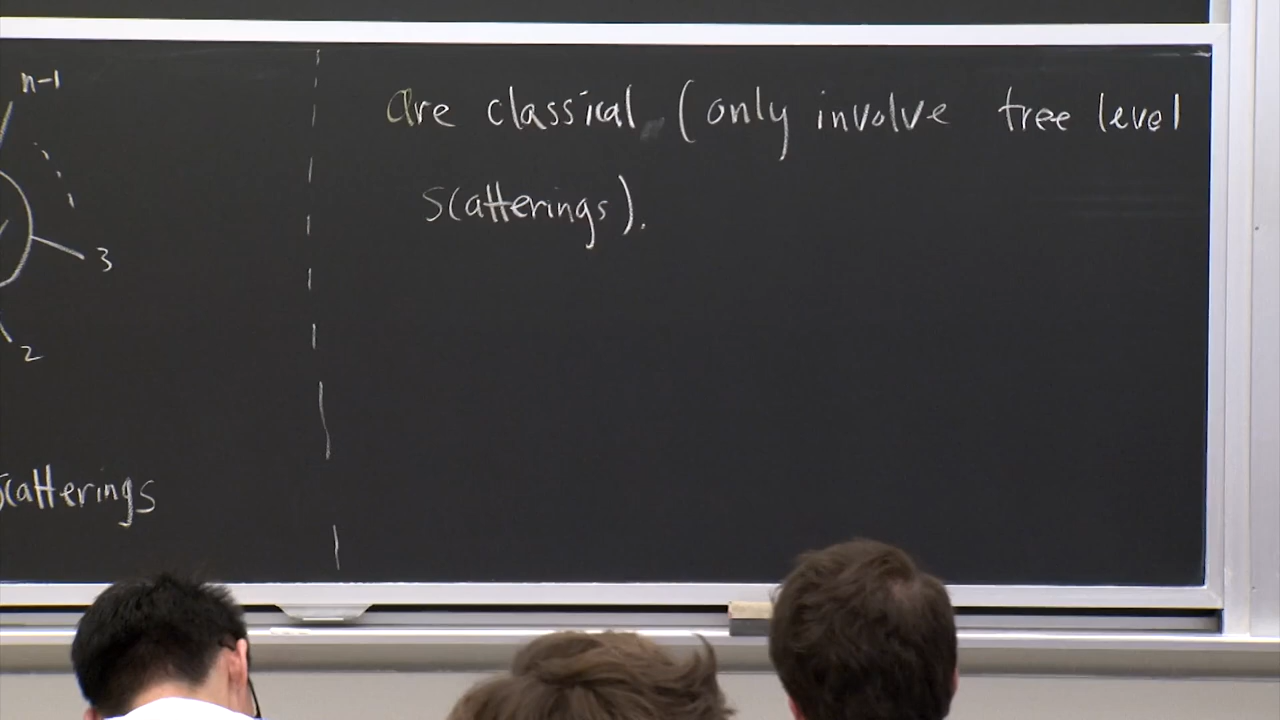 n-1
3
2
scatterings
are classical (only involve tree level
scatterings).